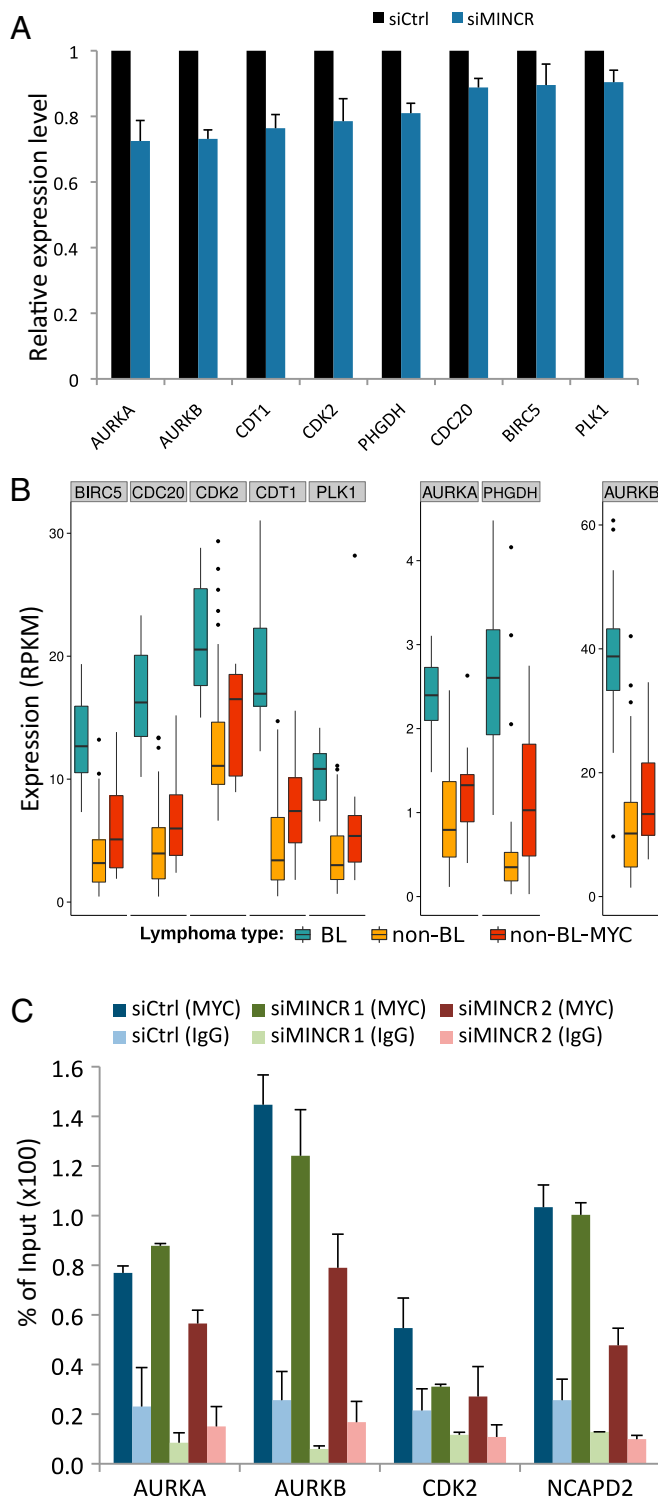 A
siCtrl siMINCR
Relative expression level
1
0.8
0.6
0.4
0.2
0
AURKA AURKB CDT1 CDK2 PHGDH CDC20 BIRC5 PLK1
B
BIRC5 CDC20 CDK2 CDT1 PLK1 AURKA PHGDH AURKB
Expression (RPKM)
30
20
10
0
4
3
2
1
0
60
40
20
0
Lymphoma type: BL non-BL non-BL-MYC
C
siCtrl (MYC) siMINCR 1 (MYC) siMINCR 2 (MYC)
siCtrl (IgG) siMINCR 1 (IgG) siMINCR 2 (IgG)
% of Input (x100)
1.6
1.4
1.2
1.0
0.8
0.6
0.4
0.2
0.0
AURKA AURKB CDK2 NCAPD2